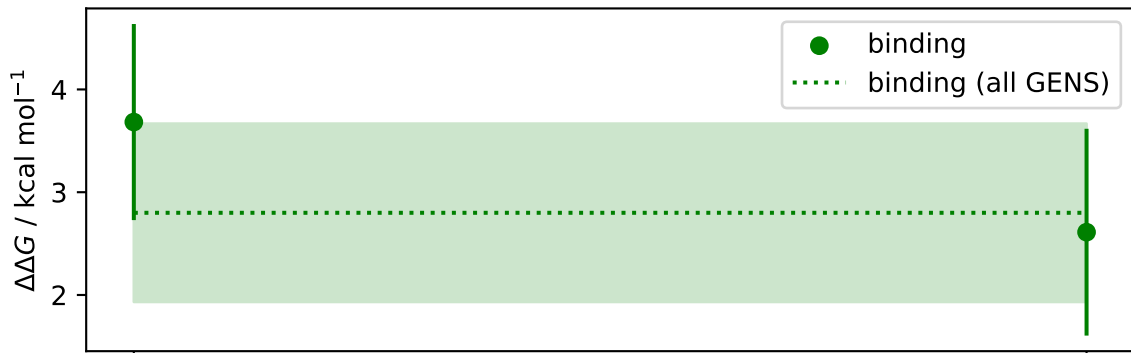 ΔΔG / kcal mol⁻¹
4
3
2
binding
binding (all GENS)